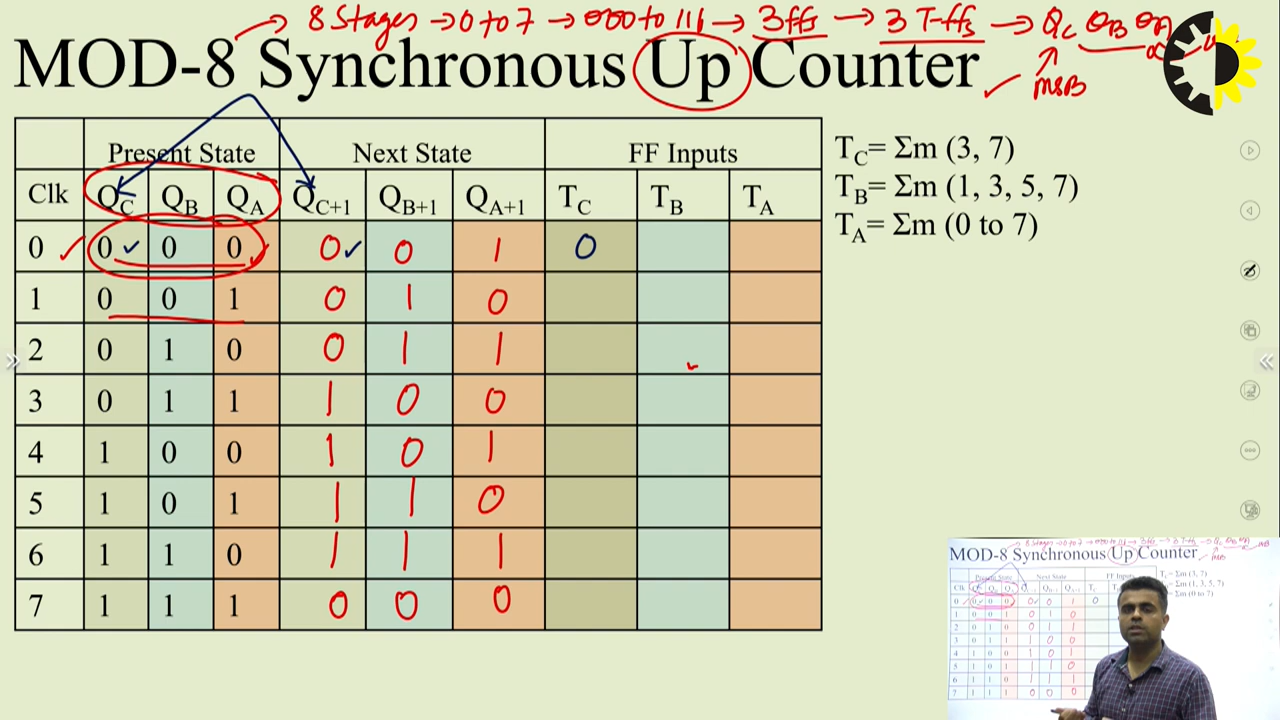 8 Stages → 0 to 7 → 000 to 111 → 3 ffs → 3 T-ffs → QC QB QA
MOD-8 Synchronous Up Counter
MSB
Present State Next State FF Inputs
Clk QC QB QA QC+1 QB+1 QA+1 TC TB TA
0 0 0 0 0 0 1 0
1 0 0 1 0 1 0
2 0 1 0 0 1 1
3 0 1 1 1 0 0
4 1 0 0 1 0 1
5 1 0 1 1 1 0
6 1 1 0 1 1 1
7 1 1 1 0 0 0
TC= Σm (3, 7)
TB= Σm (1, 3, 5, 7)
TA= Σm (0 to 7)